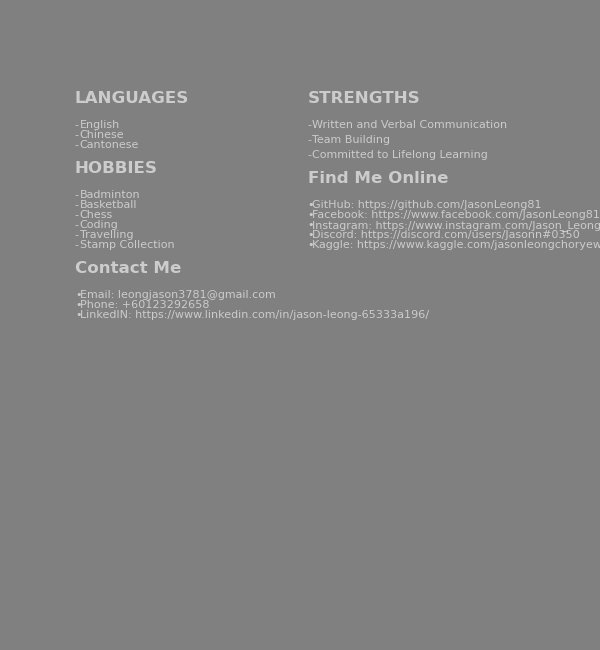 LANGUAGES
- English
- Chinese
- Cantonese
HOBBIES
- Badminton
- Basketball
- Chess
- Coding
- Travelling
- Stamp Collection
Contact Me
• Email: leongjason3781@gmail.com
• Phone: +60123292658
• LinkedIN: https://www.linkedin.com/in/jason-leong-65333a196/
STRENGTHS
-Written and Verbal Communication
-Team Building
-Committed to Lifelong Learning
Find Me Online
• GitHub: https://github.com/JasonLeong81
• Facebook: https://www.facebook.com/JasonLeong81
• Instagram: https://www.instagram.com/Jason_Leong
• Discord: https://discord.com/users/Jasonn#0350
• Kaggle: https://www.kaggle.com/jasonleongchoryew